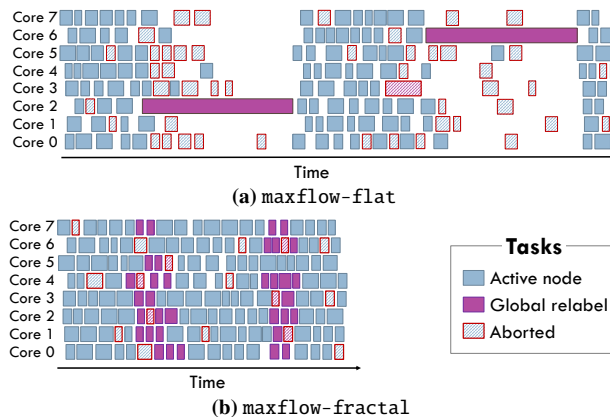 Core 7
Core 6
Core 5
Core 4
Core 3
Core 2
Core 1
Core 0
Time
(a) maxflow-flat
Core 7
Core 6
Core 5
Core 4
Core 3
Core 2
Core 1
Core 0
Time
(b) maxflow-fractal
Tasks
Active node
Global relabel
Aborted